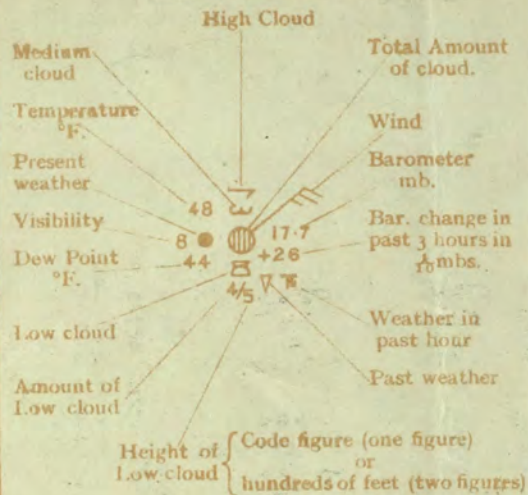 High Cloud
Medium
cloud
Total Amount
of cloud.
Temperature
°F.
Wind
Present
weather
Barometer
mb.
48
Visibility
8
17·7
Bar. change in
past 3 hours in
1/10 mbs.
Dew Point
°F.
44
+26
4/5
Low cloud
Weather in
past hour
Amount of
Low cloud
Past weather
Height of
Low cloud
Code figure (one figure)
or
hundreds of feet (two figures)